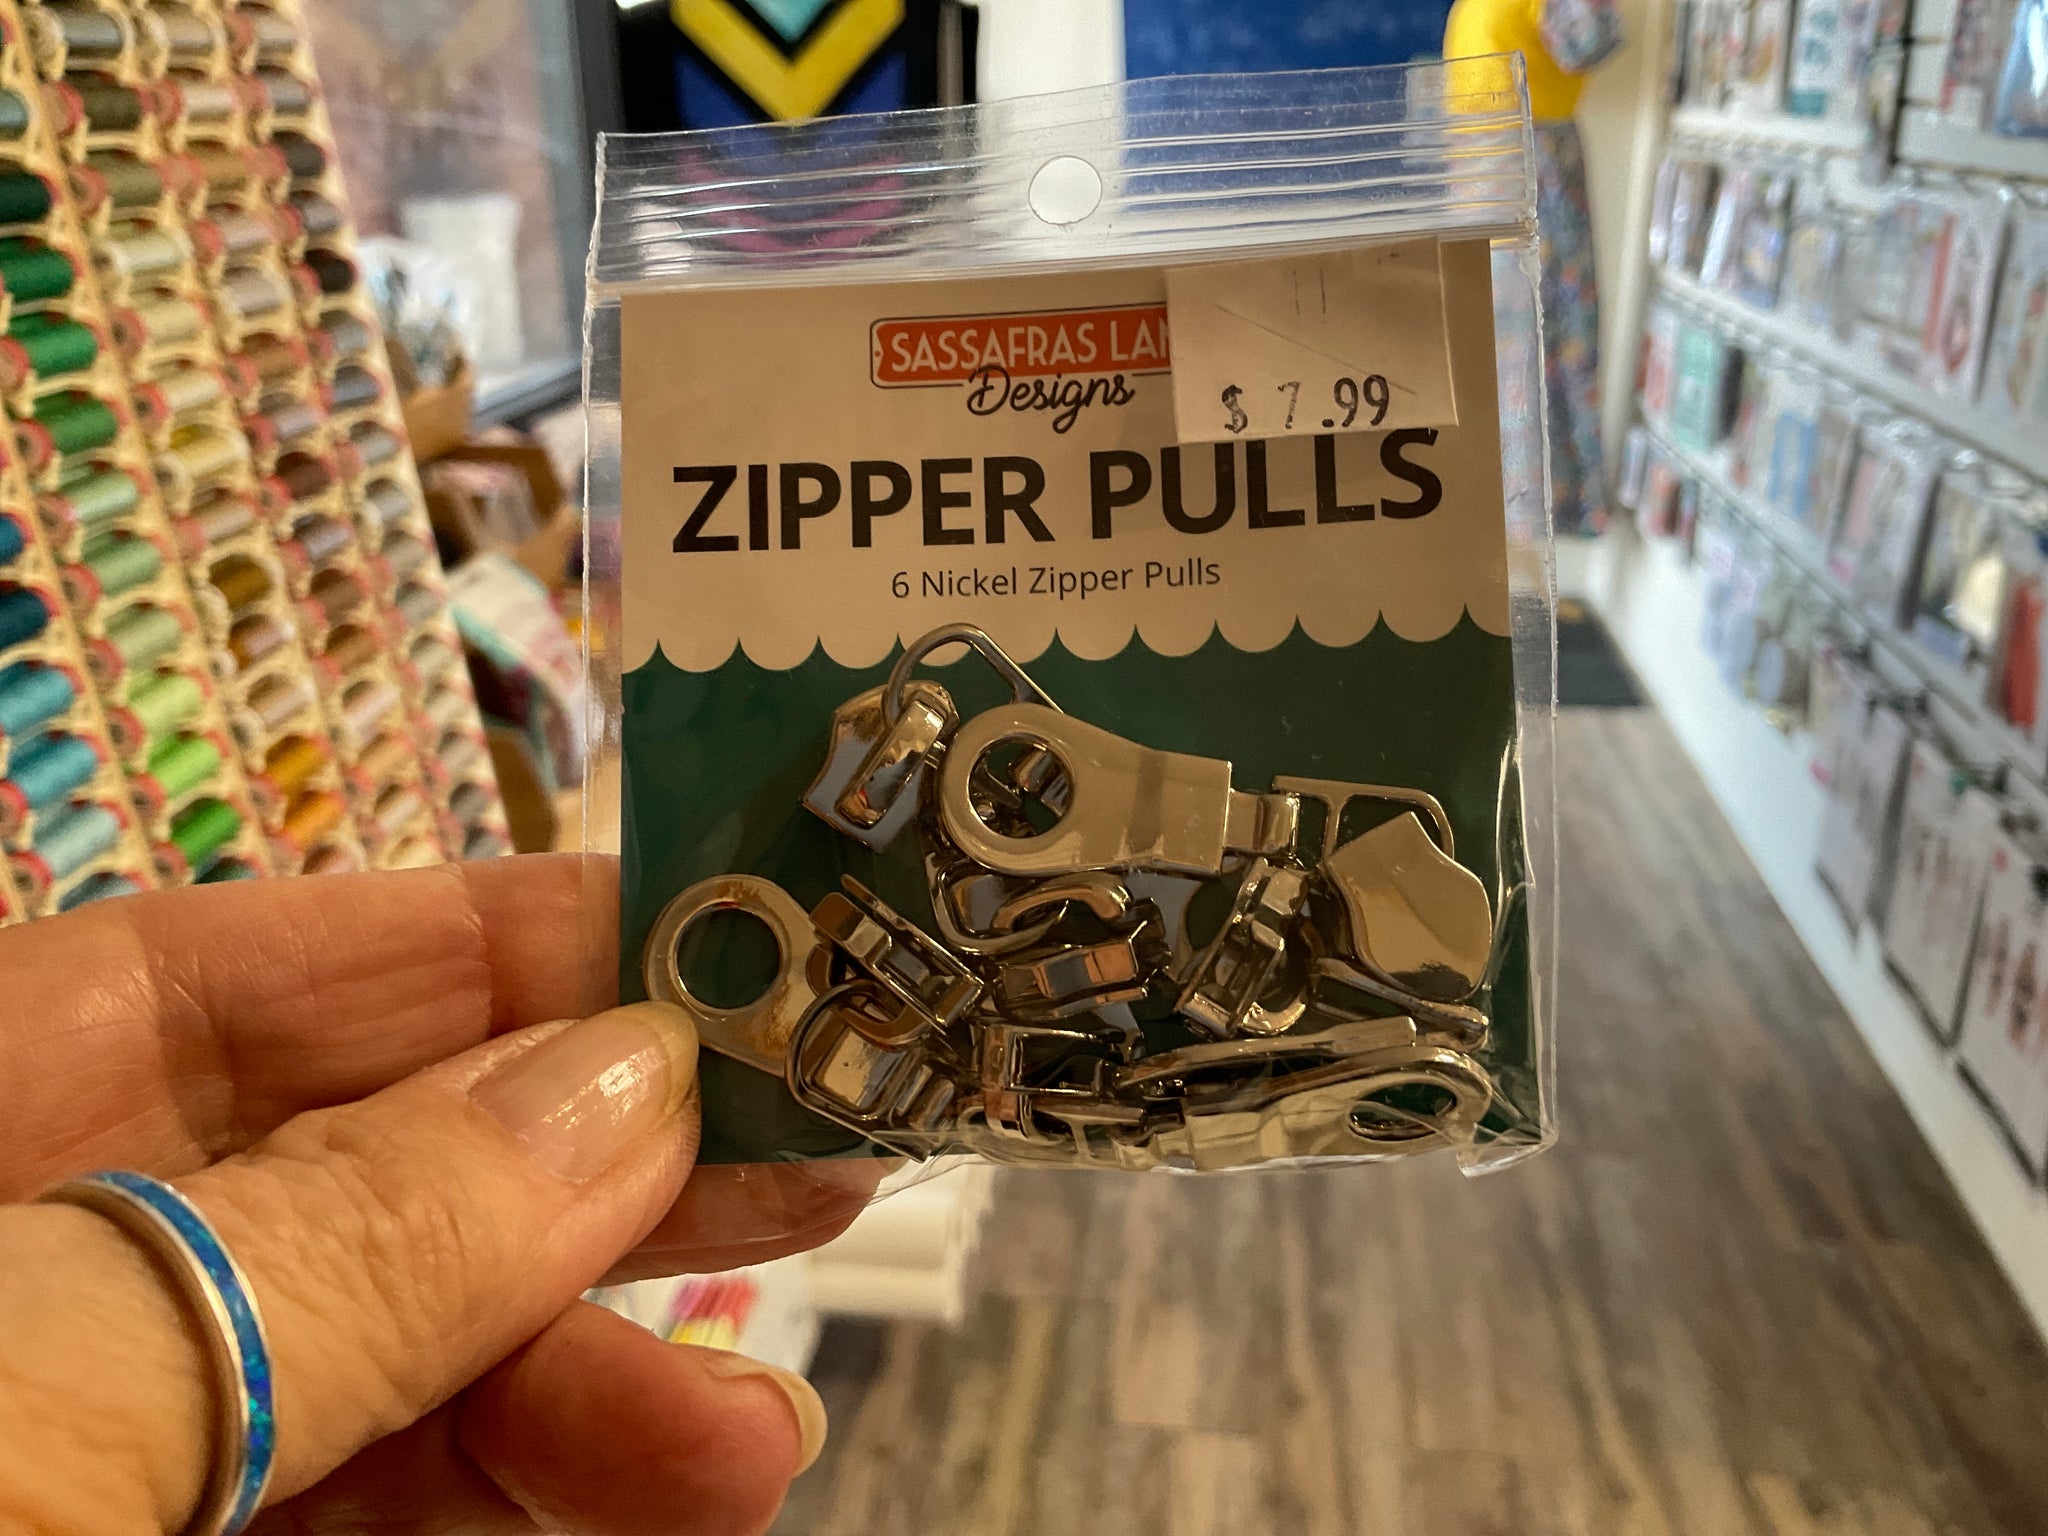 SASSAFRAS LAN
Designs
$ 7.99
ZIPPER PULLS
6 Nickel Zipper Pulls